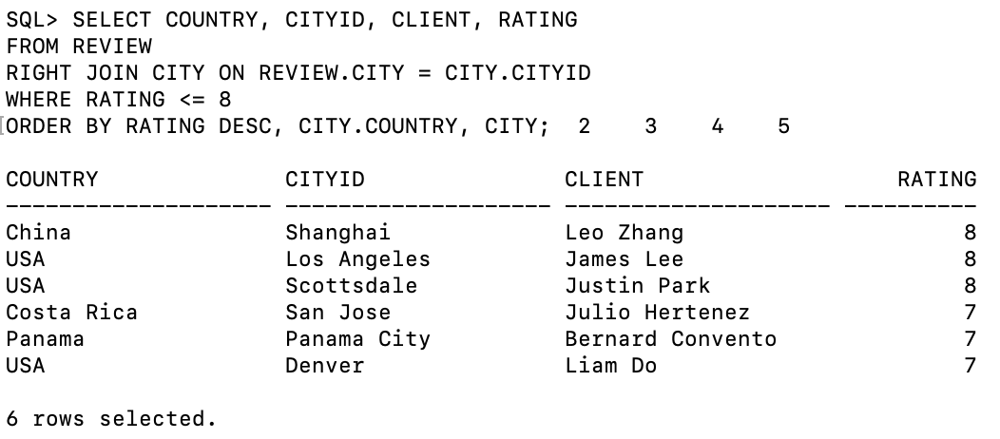 SQL> SELECT COUNTRY, CITYID, CLIENT, RATING
FROM REVIEW
RIGHT JOIN CITY ON REVIEW.CITY = CITY.CITYID
WHERE RATING <= 8
ORDER BY RATING DESC, CITY.COUNTRY, CITY;  2    3    4    5

COUNTRY              CITYID               CLIENT                   RATING
-------------------- -------------------- -------------------- ----------
China                Shanghai             Leo Zhang                     8
USA                  Los Angeles          James Lee                     8
USA                  Scottsdale           Justin Park                   8
Costa Rica           San Jose             Julio Hertenez                7
Panama               Panama City          Bernard Convento              7
USA                  Denver               Liam Do                       7

6 rows selected.